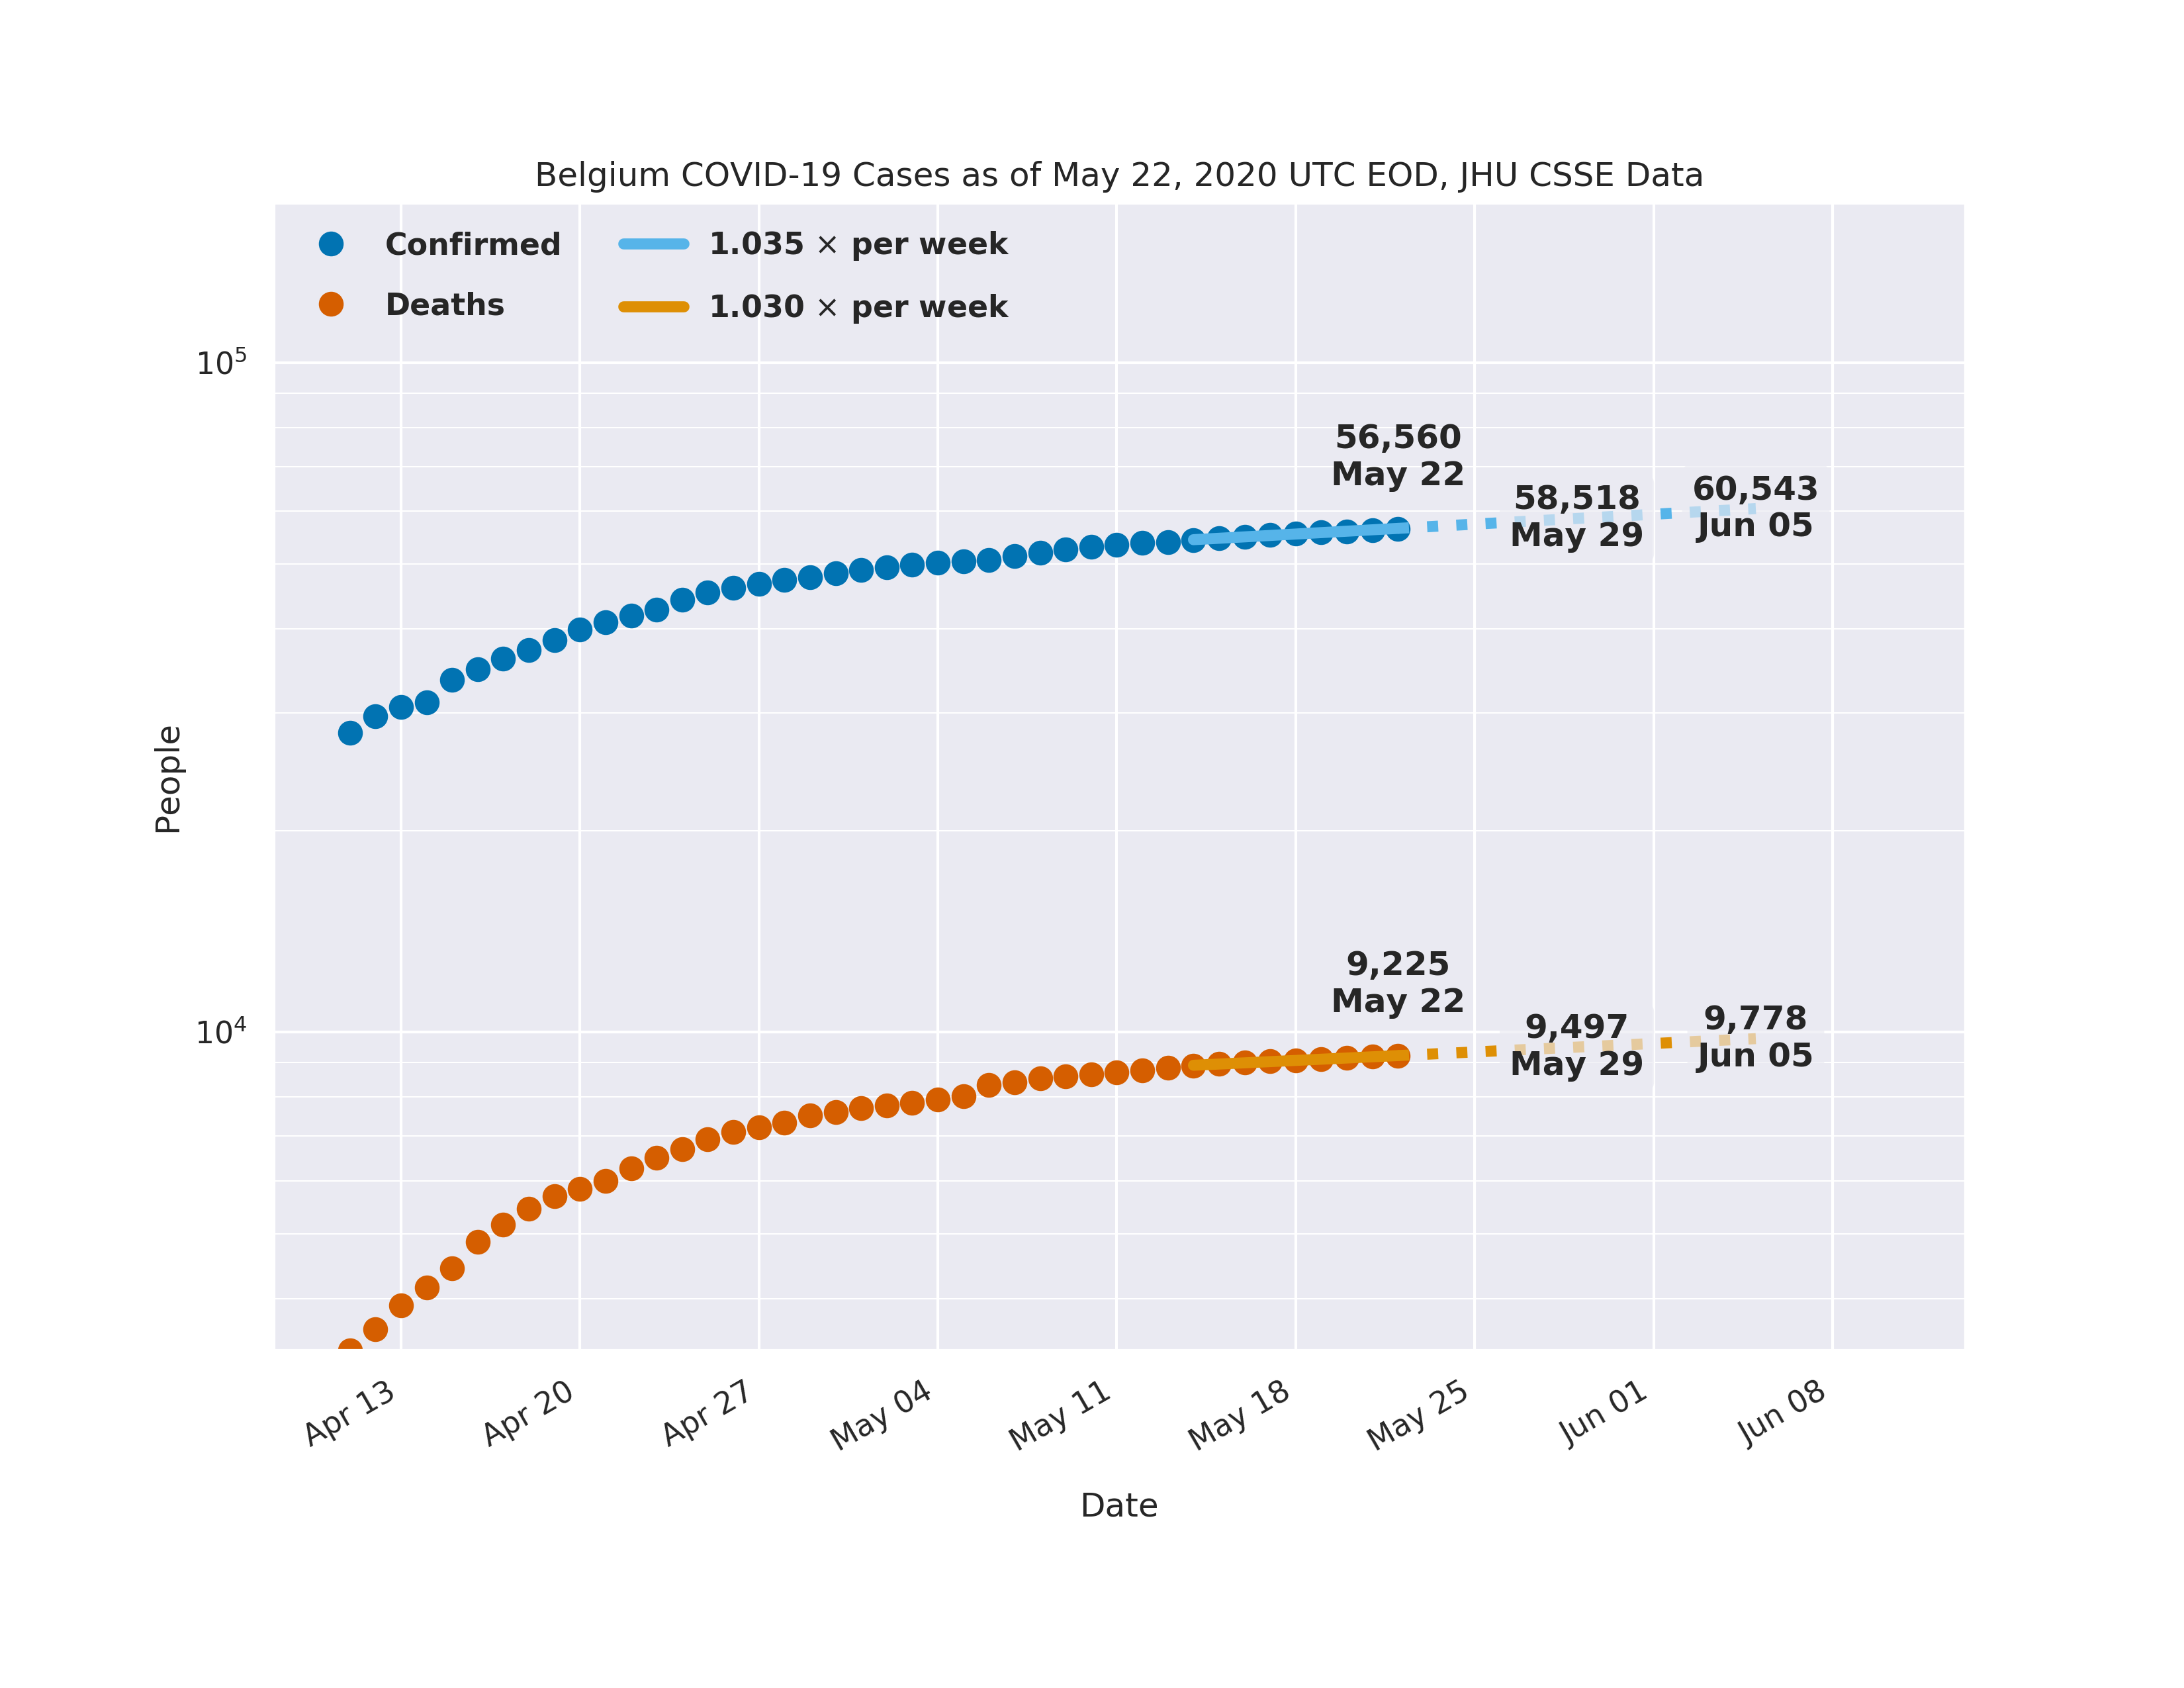 Belgium COVID-19 Cases as of May 22, 2020 UTC EOD, JHU CSSE Data
Confirmed
Deaths
1.035 × per week
1.030 × per week
10⁵
10⁴
People
56,560
May 22
58,518
May 29
60,543
Jun 05
9,225
May 22
9,497
May 29
9,778
Jun 05
Apr 13
Apr 20
Apr 27
May 04
May 11
May 18
May 25
Jun 01
Jun 08
Date